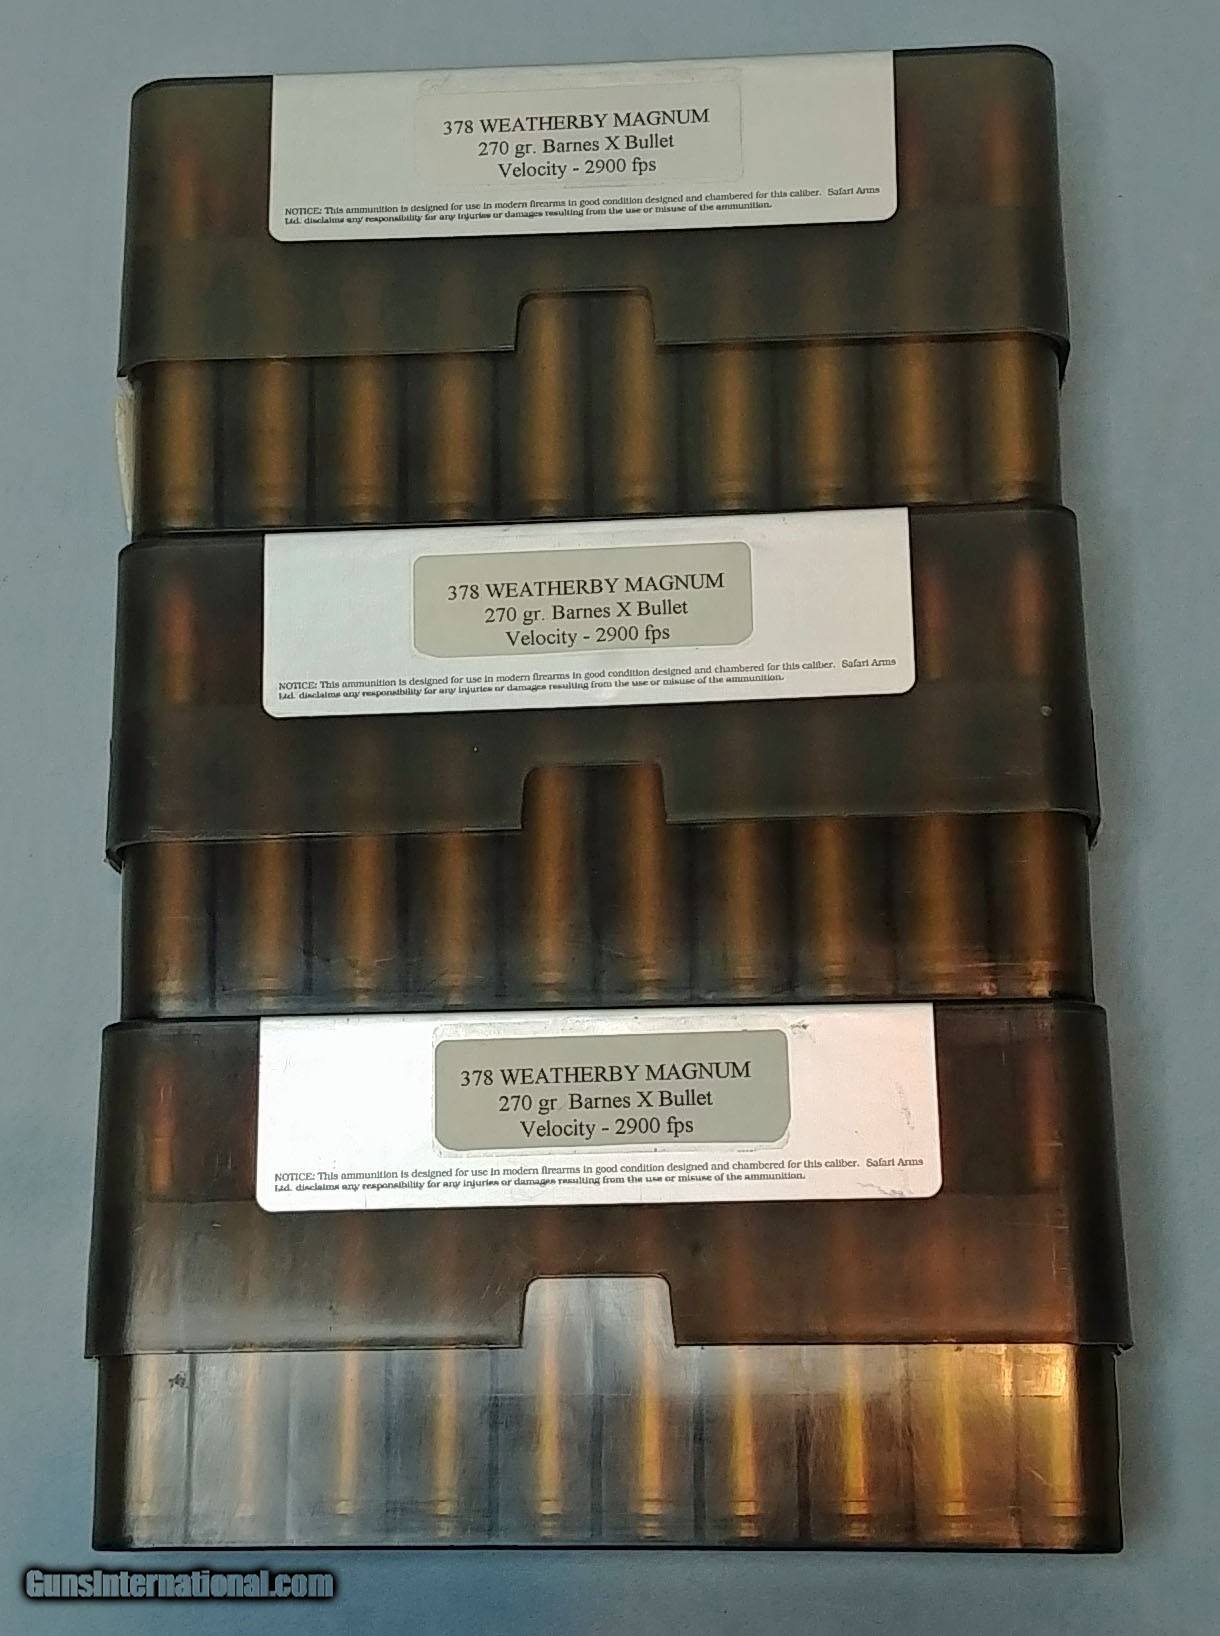 378 WEATHERBY MAGNUM
270 gr. Barnes X Bullet
Velocity - 2900 fps
NOTICE: This ammunition is designed for use in modern firearms in good condition designed and chambered for this caliber. Safari Arms
Ltd. disclaims any responsibility for any injuries or damages resulting from the use or misuse of the ammunition.
378 WEATHERBY MAGNUM
270 gr. Barnes X Bullet
Velocity - 2900 fps
NOTICE: This ammunition is designed for use in modern firearms in good condition designed and chambered for this caliber. Safari Arms
Ltd. disclaims any responsibility for any injuries or damages resulting from the use or misuse of the ammunition.
378 WEATHERBY MAGNUM
270 gr Barnes X Bullet
Velocity - 2900 fps
NOTICE: This ammunition is designed for use in modern firearms in good condition designed and chambered for this caliber. Safari Arms
Ltd. disclaims any responsibility for any injuries or damages resulting from the use or misuse of the ammunition.
GunsInternational.com